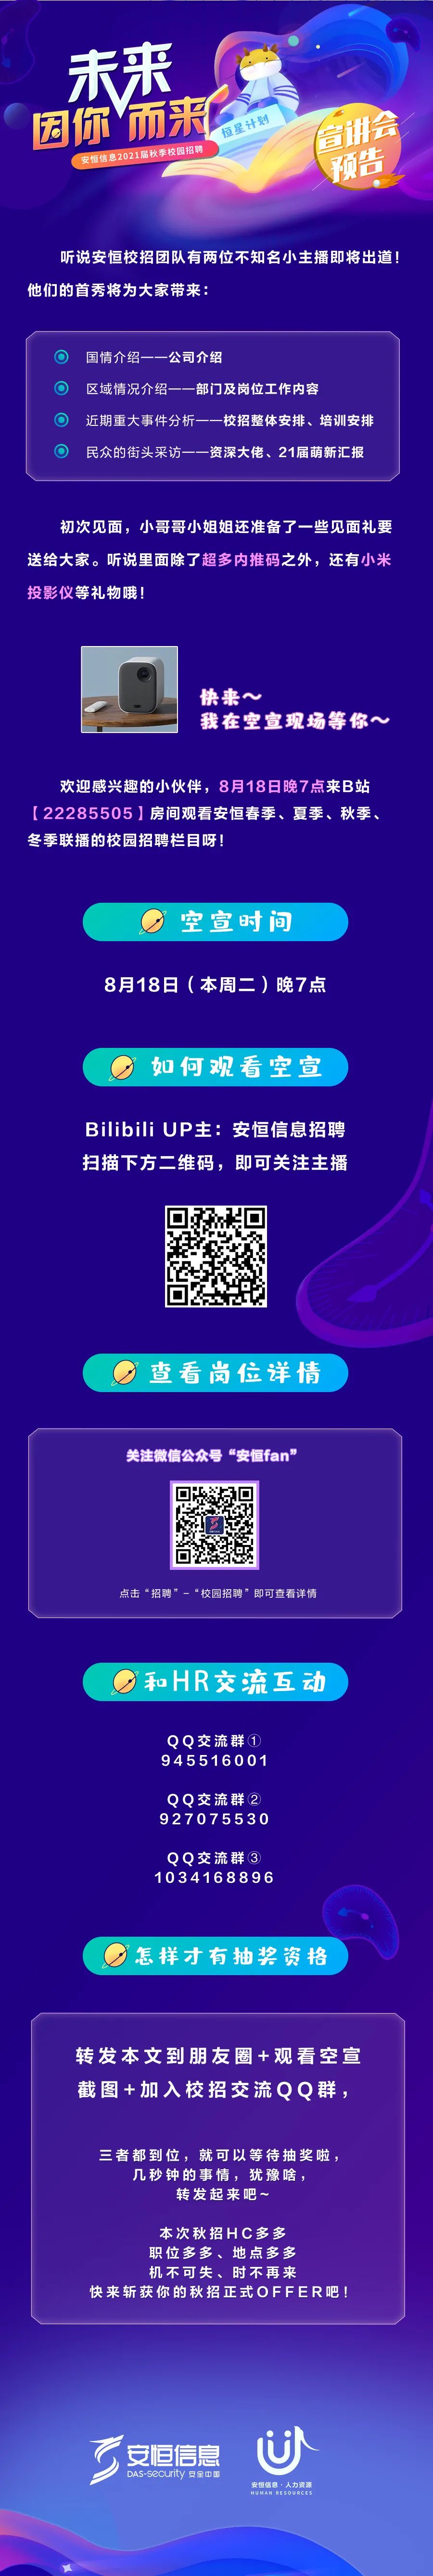 未来
因你而来
安恒信息2021届秋季校园招聘
恒星计划
宣讲会
预告
听说安恒校招团队有两位不知名小主播即将出道！
他们的首秀将为大家带来：
国情介绍——公司介绍
区域情况介绍——部门及岗位工作内容
近期重大事件分析——校招整体安排、培训安排
民众的街头采访——资深大佬、21届萌新汇报
初次见面，小哥哥小姐姐还准备了一些见面礼要
送给大家。听说里面除了超多内推码之外，还有小米
投影仪等礼物哦！
快来～
我在空宣现场等你～
欢迎感兴趣的小伙伴，8月18日晚7点来B站
【22285505】房间观看安恒春季、夏季、秋季、
冬季联播的校园招聘栏目呀！
空宣时间
8月18日（本周二）晚7点
如何观看空宣
Bilibili UP主：安恒信息招聘
扫描下方二维码，即可关注主播
查看岗位详情
关注微信公众号“安恒fan”
点击“招聘”-“校园招聘”即可查看详情
和HR交流互动
QQ交流群①
945516001
QQ交流群②
927075530
QQ交流群③
1034168896
怎样才有抽奖资格
转发本文到朋友圈+观看空宣
截图+加入校招交流QQ群，
三者都到位，就可以等待抽奖啦，
几秒钟的事情，犹豫啥，
转发起来吧~
本次秋招HC多多
职位多多、地点多多
机不可失、时不再来
快来斩获你的秋招正式OFFER吧！
安恒信息
DAS-security 安全中国
安恒信息·人力资源
HUMAN RESOURCES